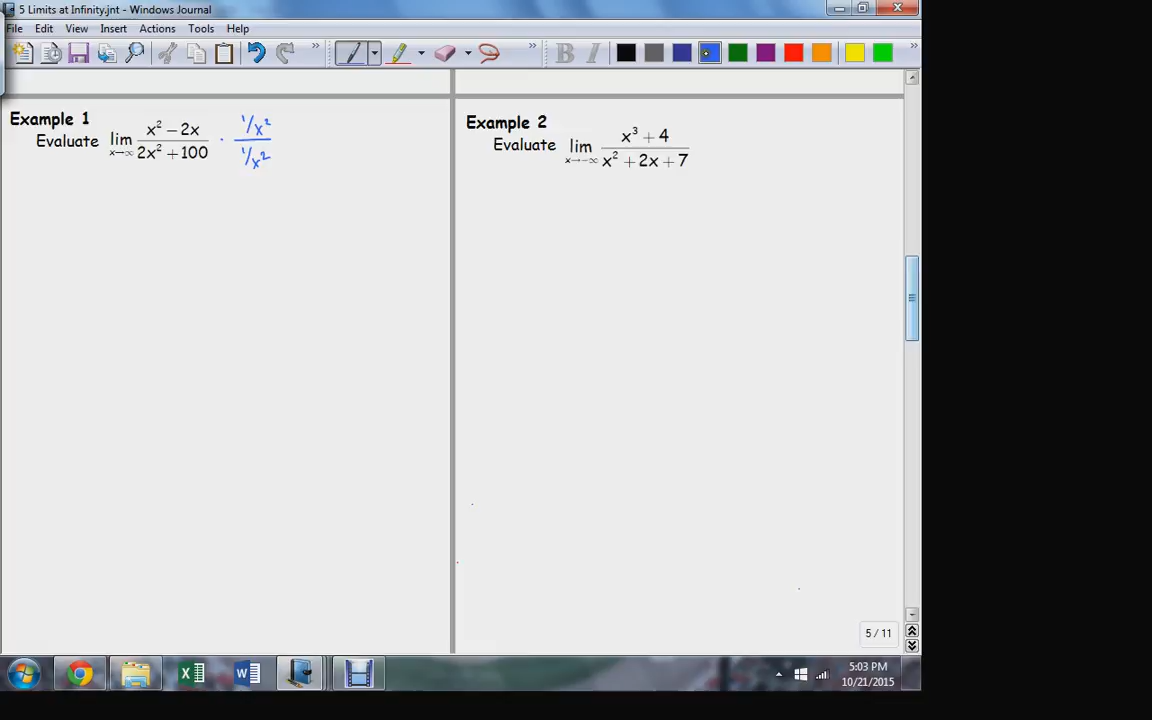 5 Limits at Infinity.jnt - Windows Journal
File Edit View Insert Actions Tools Help
» » B I »
Example 1
Evaluate lim x→∞ (x² − 2x)/(2x² + 100) · (1/x²)/(1/x²)
Example 2
Evaluate lim x→−∞ (x³ + 4)/(x² + 2x + 7)
5 / 11
5:03 PM
10/21/2015